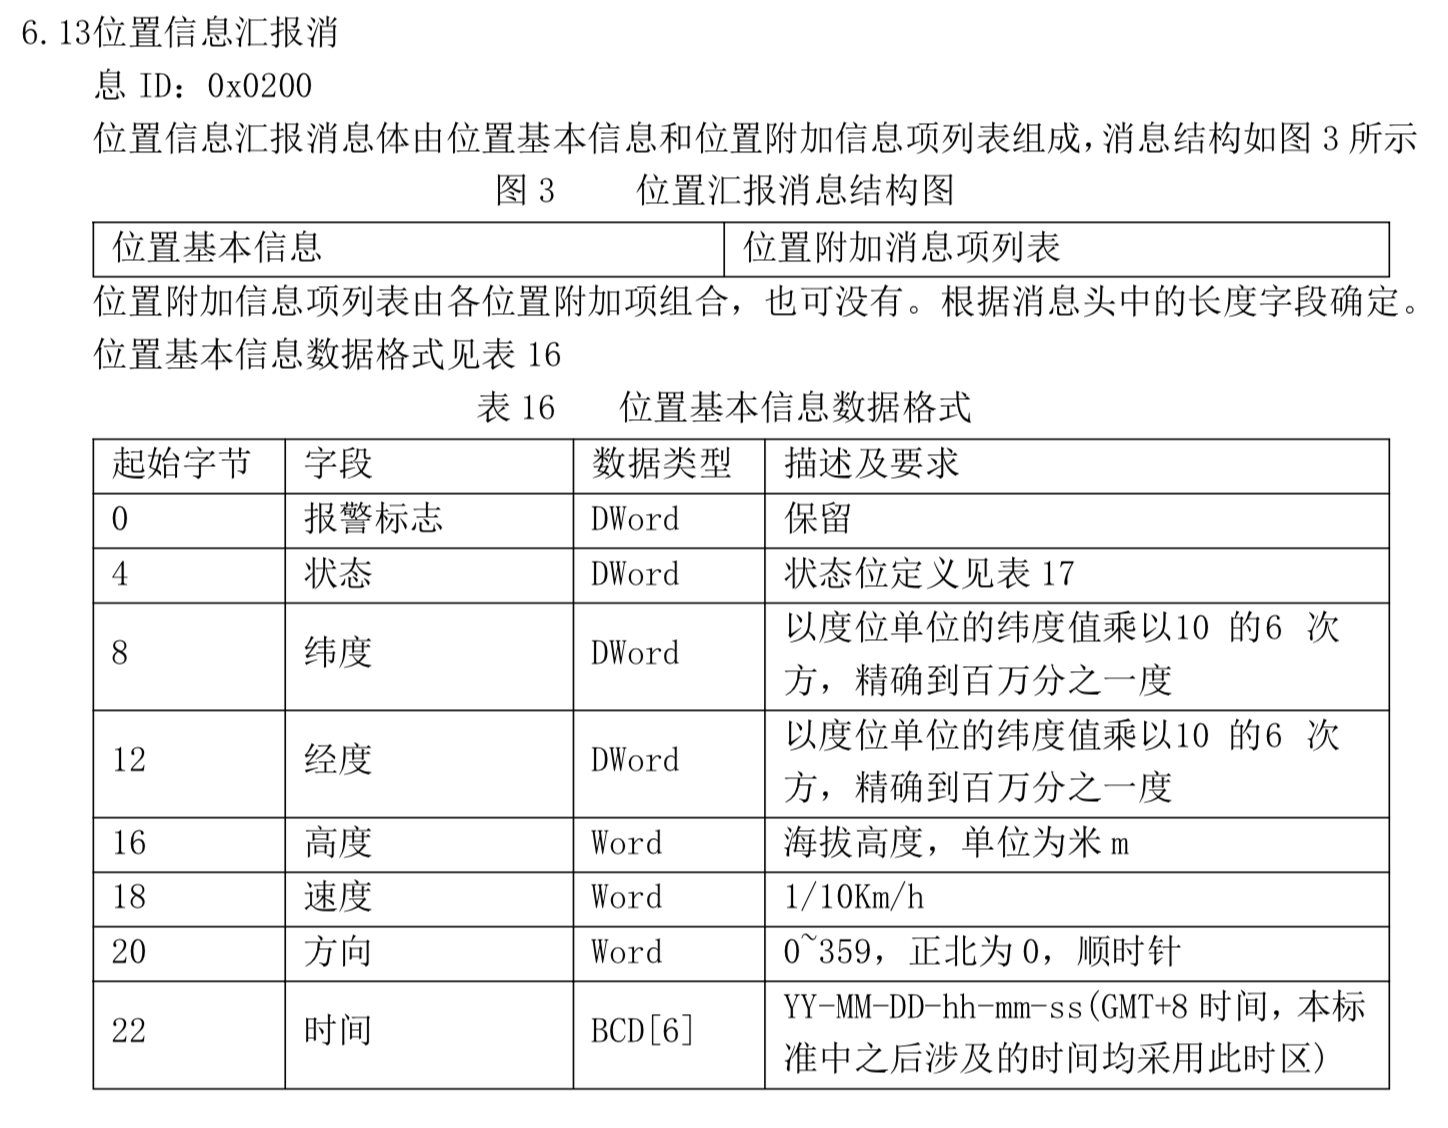 6.13位置信息汇报消
息 ID：0x0200
位置信息汇报消息体由位置基本信息和位置附加信息项列表组成,消息结构如图 3 所示
图 3 位置汇报消息结构图
位置基本信息 位置附加消息项列表
位置附加信息项列表由各位置附加项组合，也可没有。根据消息头中的长度字段确定。
位置基本信息数据格式见表 16
表 16 位置基本信息数据格式
起始字节 字段 数据类型 描述及要求
0 报警标志 DWord 保留
4 状态 DWord 状态位定义见表 17
8 纬度 DWord 以度位单位的纬度值乘以10 的6 次
方，精确到百万分之一度
12 经度 DWord 以度位单位的纬度值乘以10 的6 次
方，精确到百万分之一度
16 高度 Word 海拔高度，单位为米 m
18 速度 Word 1/10Km/h
20 方向 Word 0~359，正北为 0，顺时针
22 时间 BCD[6] YY-MM-DD-hh-mm-ss(GMT+8 时间,本标
准中之后涉及的时间均采用此时区)